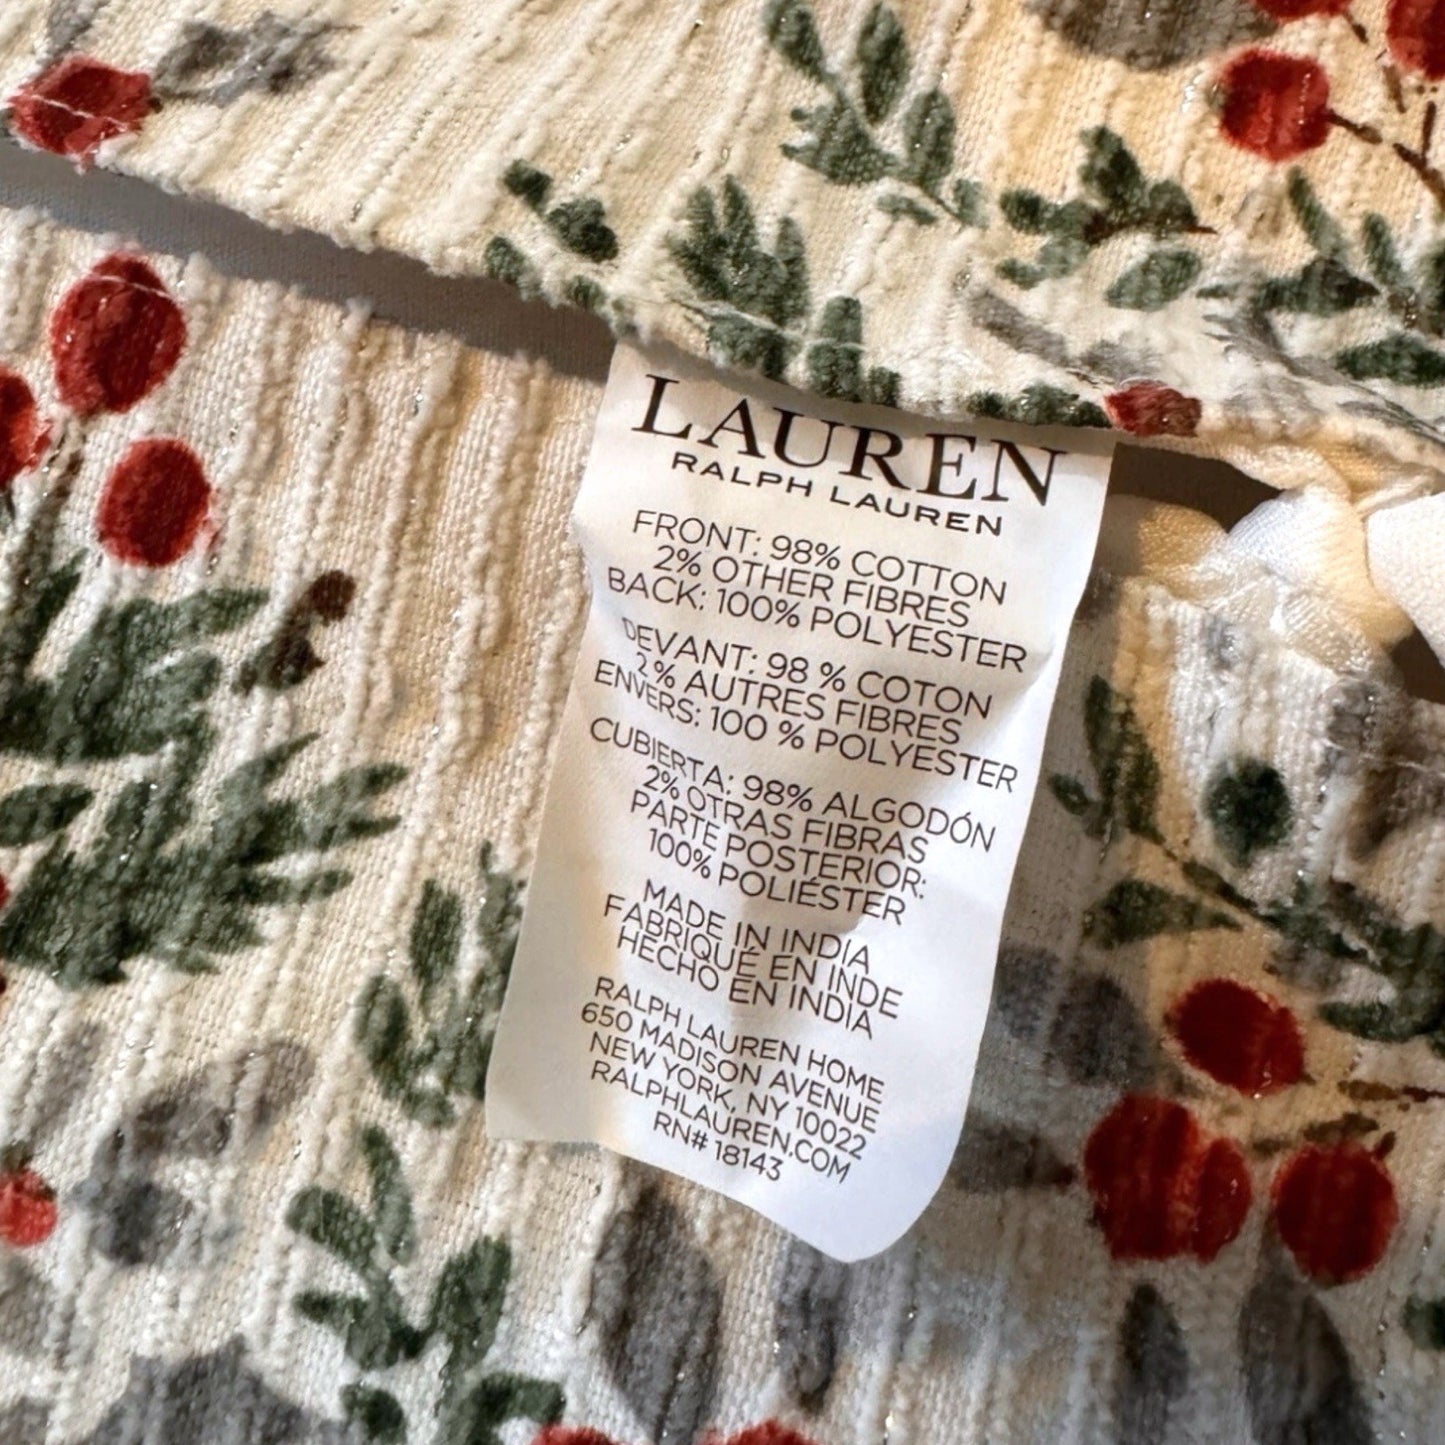 LAUREN
RALPH LAUREN
FRONT: 98% COTTON
2% OTHER FIBRES
BACK: 100% POLYESTER
DEVANT: 98 % COTON
2 % AUTRES FIBRES
ENVERS: 100 % POLYESTER
CUBIERTA: 98% ALGODÓN
2% OTRAS FIBRAS
PARTE POSTERIOR:
100% POLIÉSTER
MADE IN INDIA
FABRIQUÉ EN INDE
HECHO EN INDIA
RALPH LAUREN HOME
650 MADISON AVENUE
NEW YORK, NY 10022
RALPHLAUREN.COM
RN# 18143